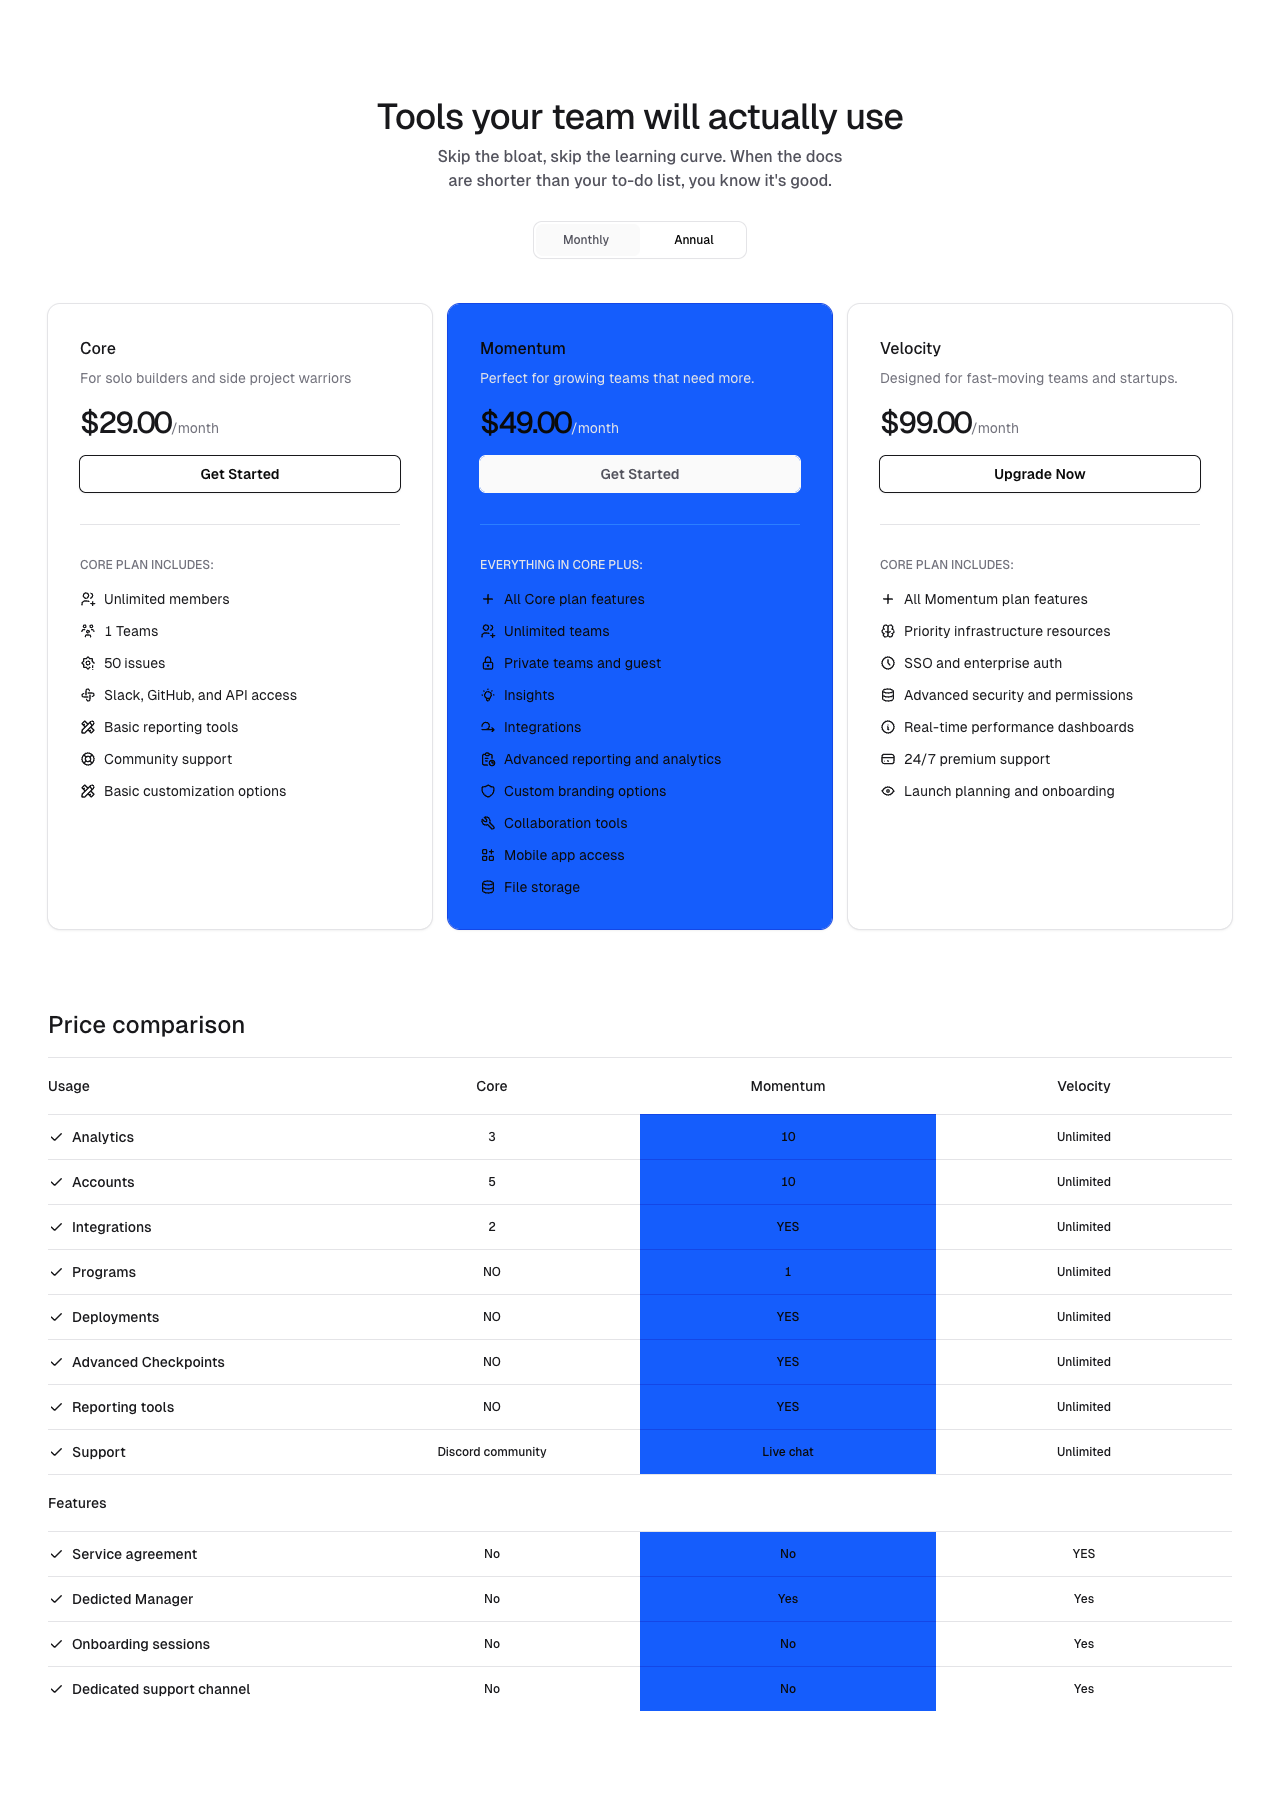 Tools your team will actually use
Skip the bloat, skip the learning curve. When the docs
are shorter than your to-do list, you know it's good.
Monthly
Annual
Core
For solo builders and side project warriors
$29.00/month
Get Started
CORE PLAN INCLUDES:
Unlimited members
1 Teams
50 issues
Slack, GitHub, and API access
Basic reporting tools
Community support
Basic customization options
Momentum
Perfect for growing teams that need more.
$49.00/month
Get Started
EVERYTHING IN CORE PLUS:
All Core plan features
Unlimited teams
Private teams and guest
Insights
Integrations
Advanced reporting and analytics
Custom branding options
Collaboration tools
Mobile app access
File storage
Velocity
Designed for fast-moving teams and startups.
$99.00/month
Upgrade Now
CORE PLAN INCLUDES:
All Momentum plan features
Priority infrastructure resources
SSO and enterprise auth
Advanced security and permissions
Real-time performance dashboards
24/7 premium support
Launch planning and onboarding
Price comparison
Usage Core Momentum Velocity
Analytics 3 10 Unlimited
Accounts 5 10 Unlimited
Integrations 2 YES Unlimited
Programs NO 1 Unlimited
Deployments NO YES Unlimited
Advanced Checkpoints NO YES Unlimited
Reporting tools NO YES Unlimited
Support Discord community Live chat Unlimited
Features
Service agreement No No YES
Dedicted Manager No Yes Yes
Onboarding sessions No No Yes
Dedicated support channel No No Yes